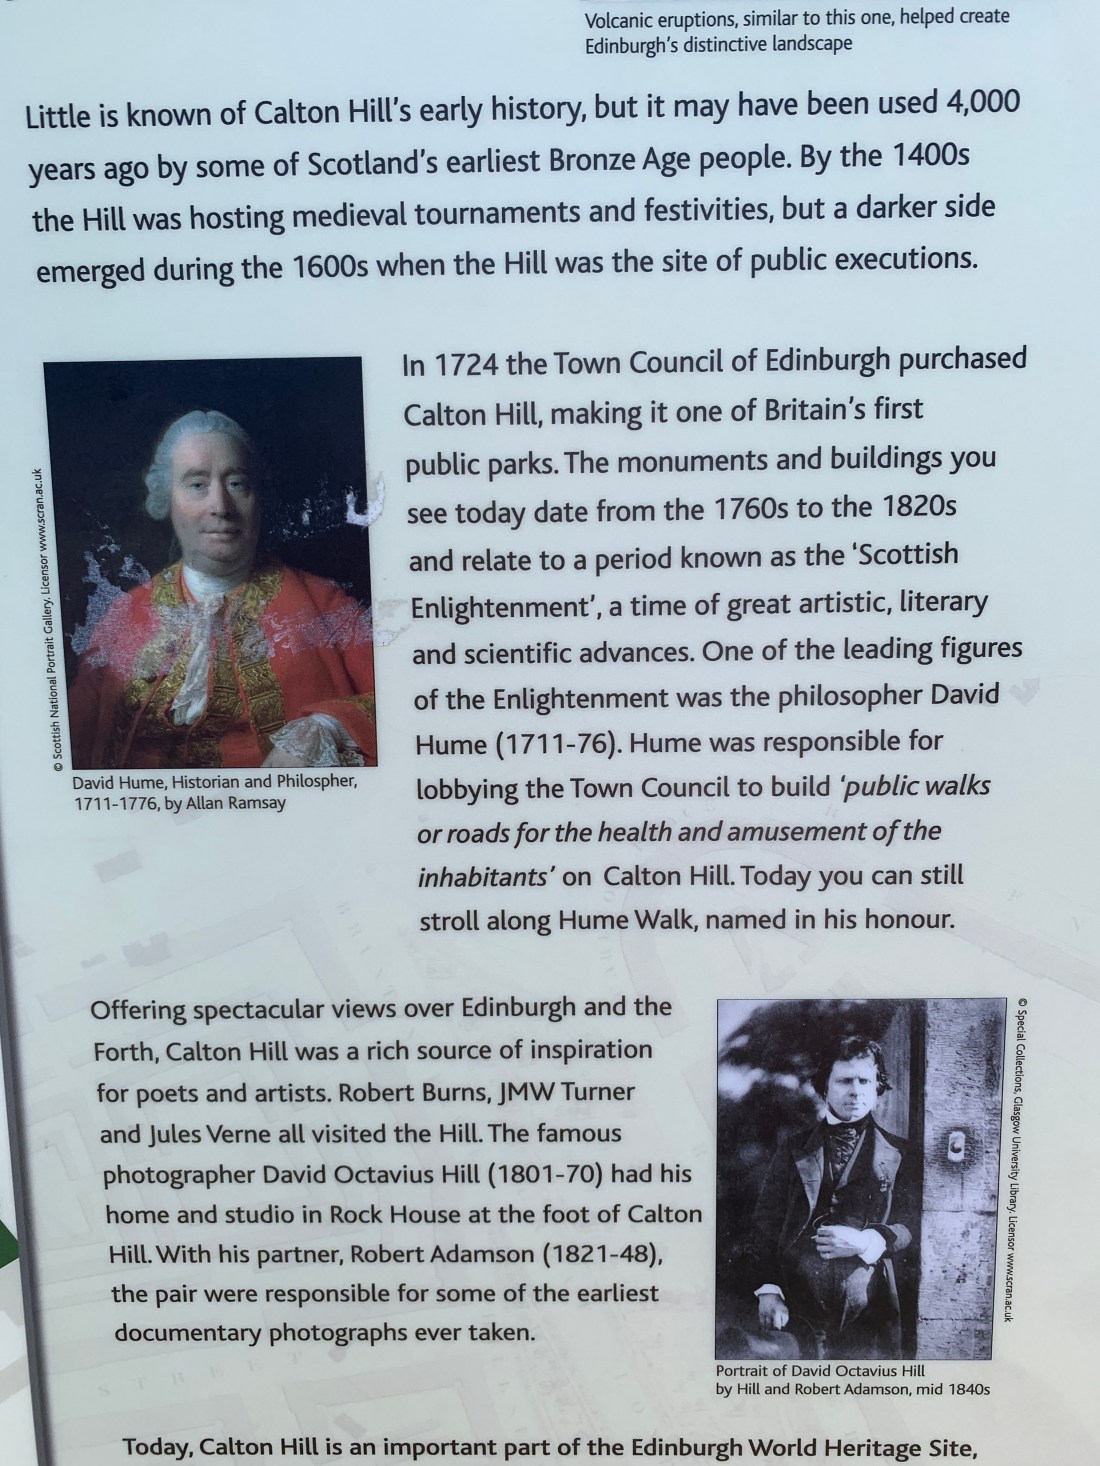 Volcanic eruptions, similar to this one, helped create
Edinburgh's distinctive landscape
Little is known of Calton Hill's early history, but it may have been used 4,000
years ago by some of Scotland's earliest Bronze Age people. By the 1400s
the Hill was hosting medieval tournaments and festivities, but a darker side
emerged during the 1600s when the Hill was the site of public executions.
© Scottish National Portrait Gallery. Licensor www.scran.ac.uk
David Hume, Historian and Philospher,
1711-1776, by Allan Ramsay
In 1724 the Town Council of Edinburgh purchased
Calton Hill, making it one of Britain's first
public parks. The monuments and buildings you
see today date from the 1760s to the 1820s
and relate to a period known as the 'Scottish
Enlightenment', a time of great artistic, literary
and scientific advances. One of the leading figures
of the Enlightenment was the philosopher David
Hume (1711-76). Hume was responsible for
lobbying the Town Council to build 'public walks
or roads for the health and amusement of the
inhabitants' on Calton Hill. Today you can still
stroll along Hume Walk, named in his honour.
Offering spectacular views over Edinburgh and the
Forth, Calton Hill was a rich source of inspiration
for poets and artists. Robert Burns, JMW Turner
and Jules Verne all visited the Hill. The famous
photographer David Octavius Hill (1801-70) had his
home and studio in Rock House at the foot of Calton
Hill. With his partner, Robert Adamson (1821-48),
the pair were responsible for some of the earliest
documentary photographs ever taken.
© Special Collections, Glasgow University Library. Licensor www.scran.ac.uk
Portrait of David Octavius Hill
by Hill and Robert Adamson, mid 1840s
Today, Calton Hill is an important part of the Edinburgh World Heritage Site,